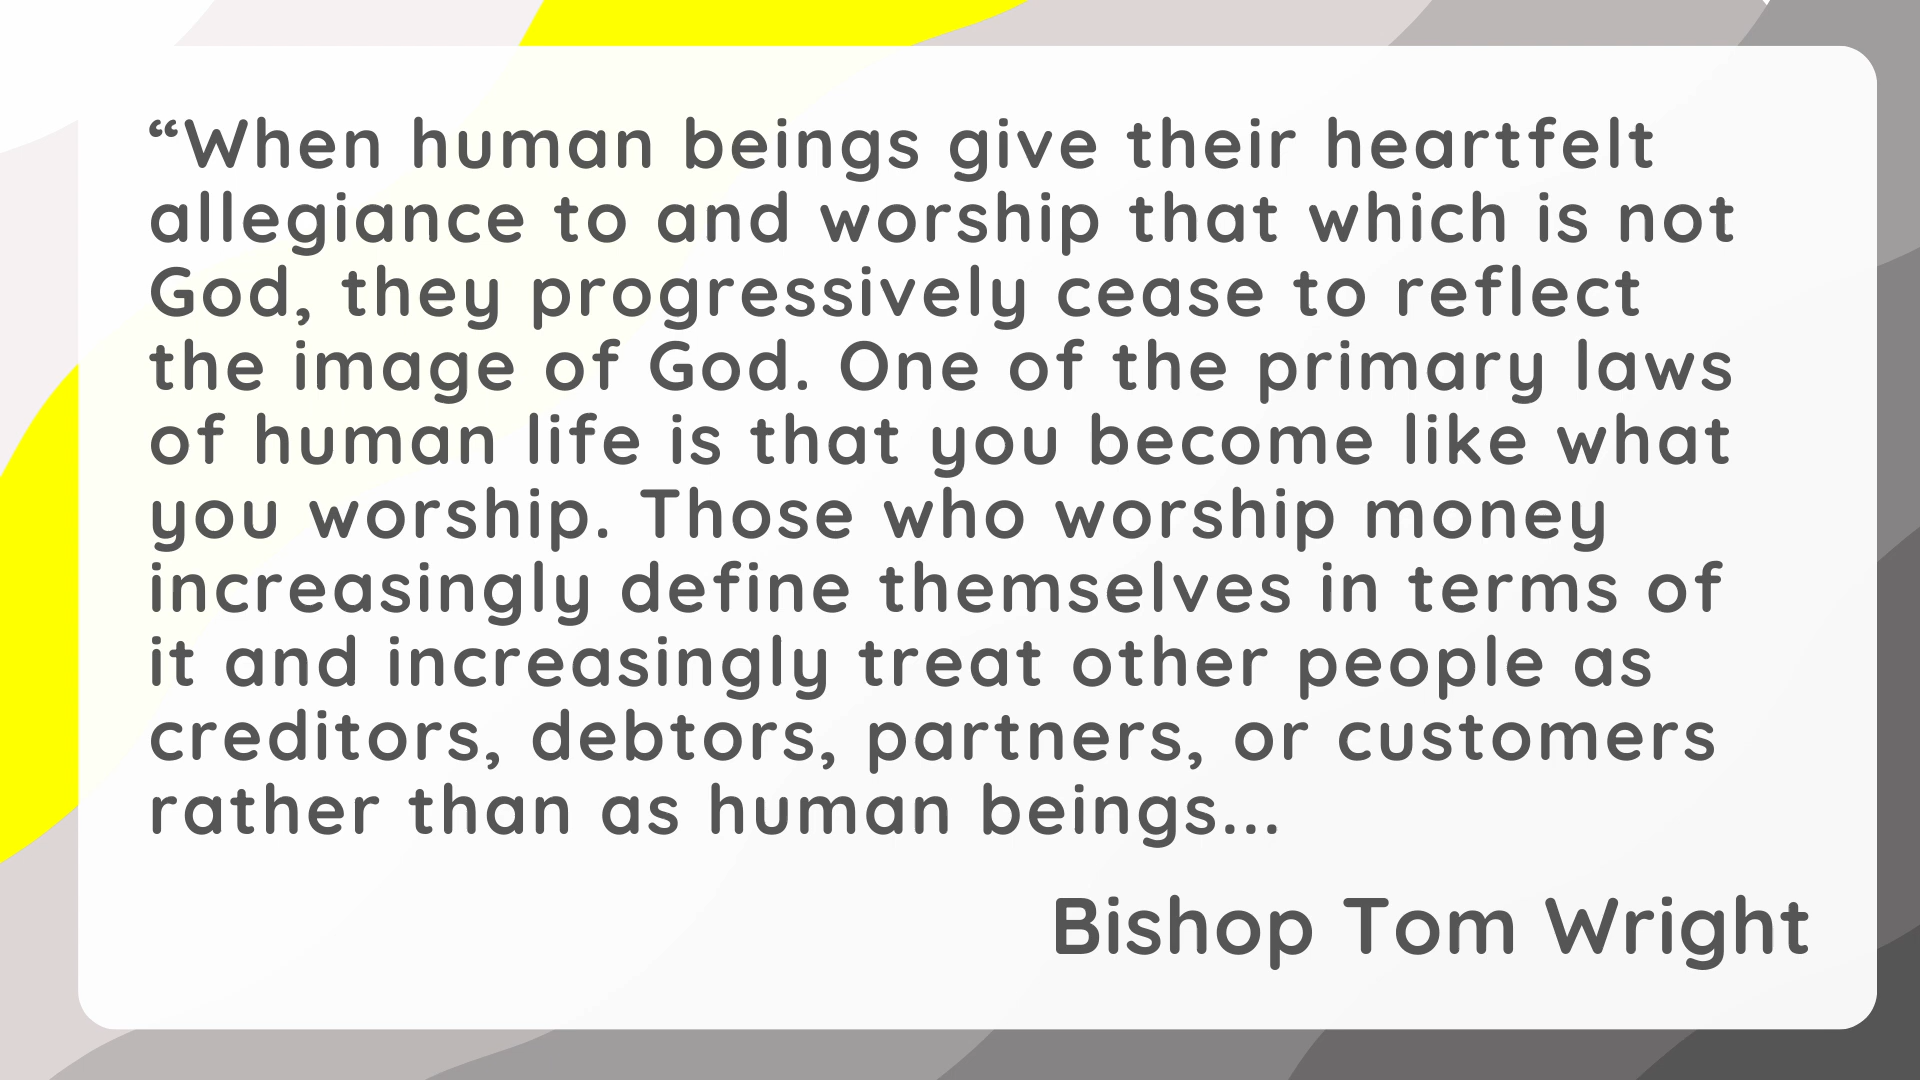 “When human beings give their heartfelt
allegiance to and worship that which is not
God, they progressively cease to reflect
the image of God. One of the primary laws
of human life is that you become like what
you worship. Those who worship money
increasingly define themselves in terms of
it and increasingly treat other people as
creditors, debtors, partners, or customers
rather than as human beings...
Bishop Tom Wright